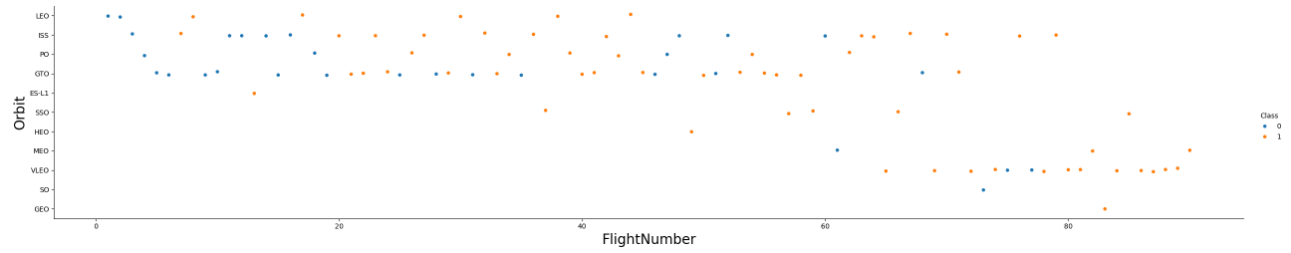 LEO
ISS
PO
GTO
ES-L1
SSO
HEO
MEO
VLEO
SO
GEO
Orbit
0 20 40 60 80
FlightNumber
Class
0
1